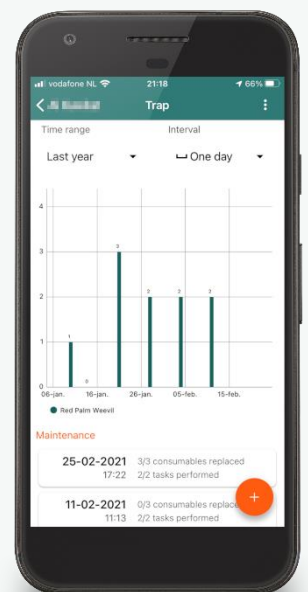 vodafone NL 21:18 66%
Trap
Time range Interval
Last year One day
4
3
3
2 2 2 2
1 1
0
0
06-jan. 16-jan. 26-jan. 05-feb. 15-feb.
Red Palm Weevil
Maintenance
25-02-2021 3/3 consumables replaced
17:22 2/2 tasks performed
11-02-2021 0/3 consumables
11:13 2/2 tasks performed